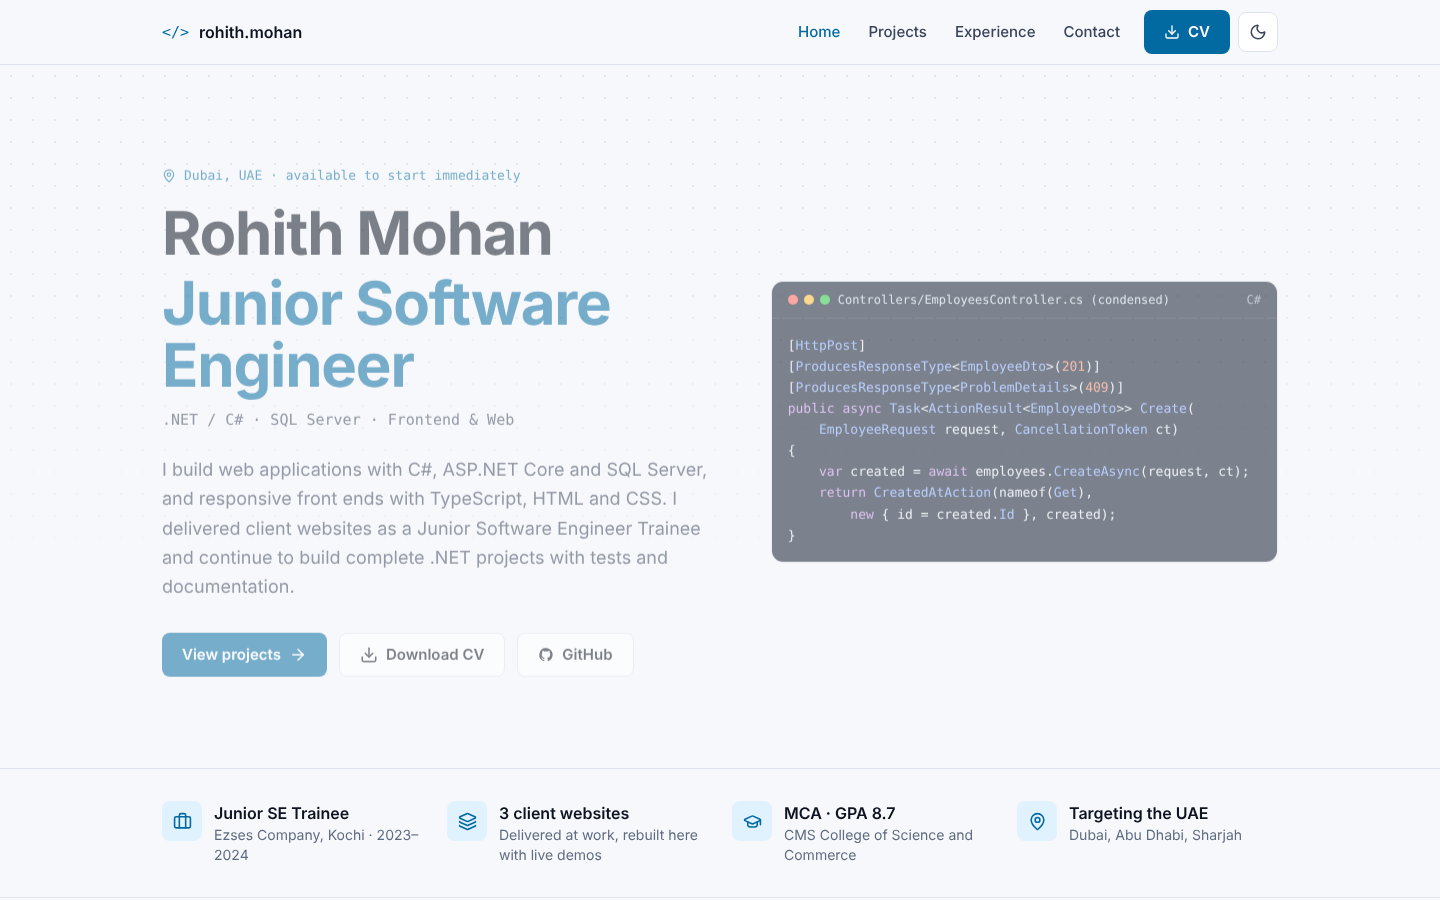 </> rohith.mohan
Home Projects Experience Contact CV
Dubai, UAE · available to start immediately
Rohith Mohan
Junior Software
Engineer
.NET / C# · SQL Server · Frontend & Web
I build web applications with C#, ASP.NET Core and SQL Server,
and responsive front ends with TypeScript, HTML and CSS. I
delivered client websites as a Junior Software Engineer Trainee
and continue to build complete .NET projects with tests and
documentation.
View projects → Download CV GitHub
Controllers/EmployeesController.cs (condensed) C#
[HttpPost]
[ProducesResponseType<EmployeeDto>(201)]
[ProducesResponseType<ProblemDetails>(409)]
public async Task<ActionResult<EmployeeDto>> Create(
    EmployeeRequest request, CancellationToken ct)
{
    var created = await employees.CreateAsync(request, ct);
    return CreatedAtAction(nameof(Get),
        new { id = created.Id }, created);
}
Junior SE Trainee
Ezses Company, Kochi · 2023–
2024
3 client websites
Delivered at work, rebuilt here
with live demos
MCA · GPA 8.7
CMS College of Science and
Commerce
Targeting the UAE
Dubai, Abu Dhabi, Sharjah